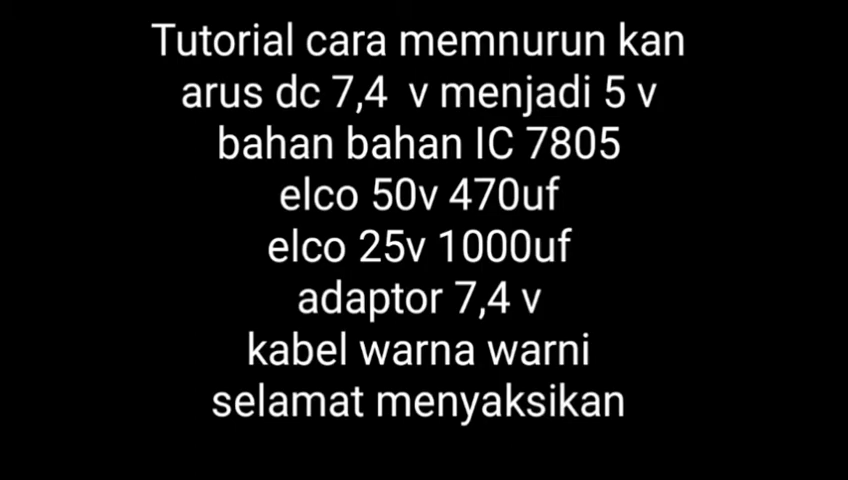 Tutorial cara memnurun kan
arus dc 7,4 v menjadi 5 v
bahan bahan IC 7805
elco 50v 470uf
elco 25v 1000uf
adaptor 7,4 v
kabel warna warni
selamat menyaksikan